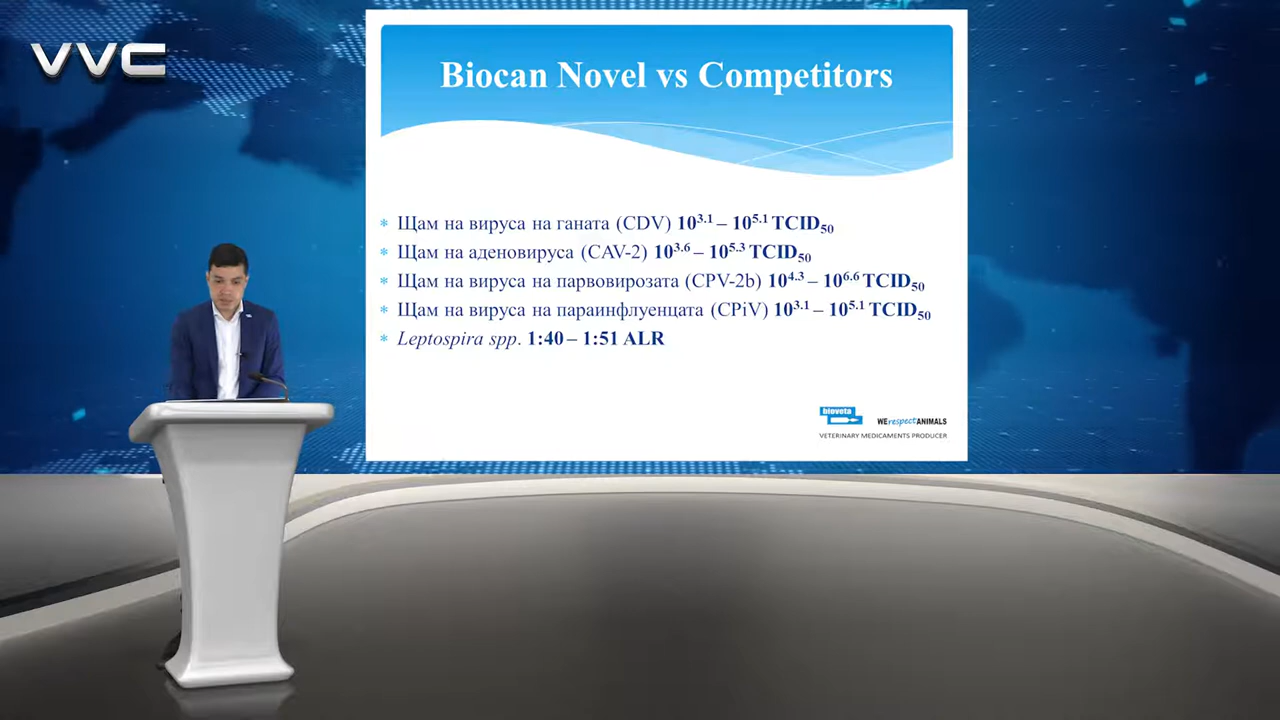 VVC
Biocan Novel vs Competitors
* Щам на вируса на ганата (CDV) 10^3.1 – 10^5.1 TCID50
* Щам на аденовируса (CAV-2) 10^3.6 – 10^5.3 TCID50
* Щам на вируса на парвовирозата (CPV-2b) 10^4.3 – 10^6.6 TCID50
* Щам на вируса на параинфлуенцата (CPiV) 10^3.1 – 10^5.1 TCID50
* Leptospira spp. 1:40 – 1:51 ALR
bioveta
WE respect ANIMALS
VETERINARY MEDICAMENTS PRODUCER